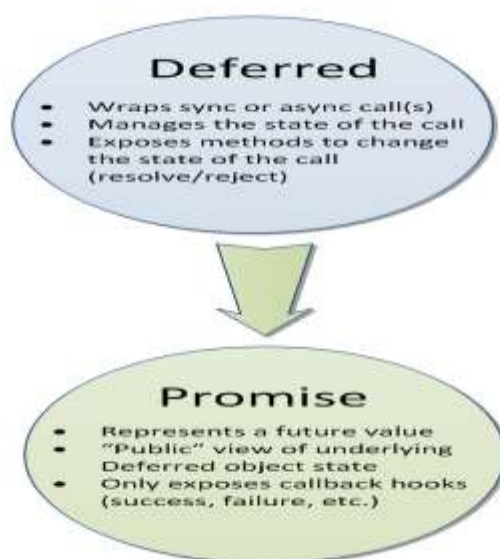 Deferred
• Wraps sync or async call(s)
• Manages the state of the call
• Exposes methods to change
the state of the call
(resolve/reject)
Promise
• Represents a future value
• “Public” view of underlying
Deferred object state
• Only exposes callback hooks
(success, failure, etc.)